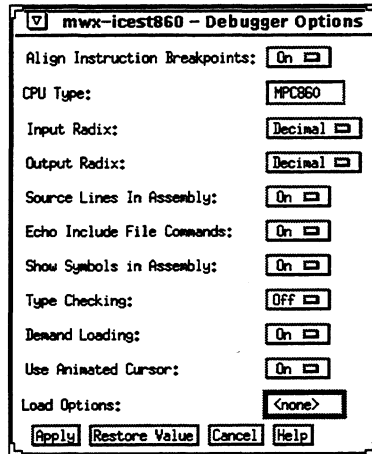 mwx-icest860 – Debugger Options
Align Instruction Breakpoints: On
CPU Type: MPC860
Input Radix: Decimal
Output Radix: Decimal
Source Lines In Assembly: On
Echo Include File Commands: On
Show Symbols in Assembly: On
Type Checking: Off
Demand Loading: On
Use Animated Cursor: On
Load Options: <none>
Apply Restore Value Cancel Help